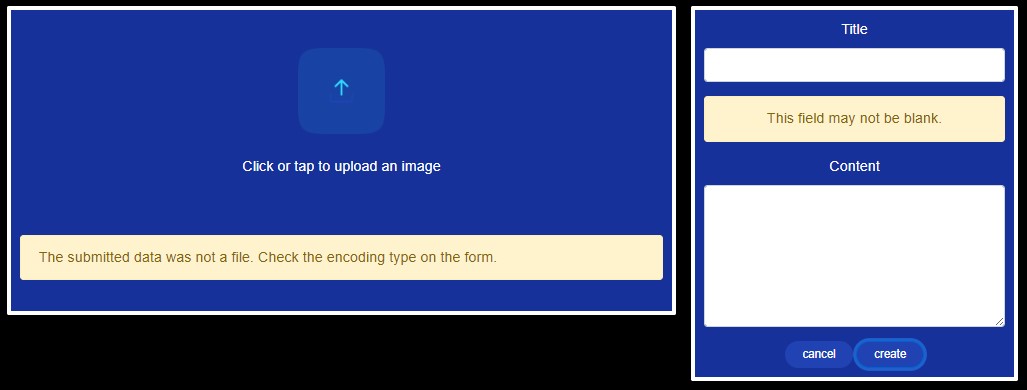 Click or tap to upload an image
The submitted data was not a file. Check the encoding type on the form.
Title
This field may not be blank.
Content
cancel
create